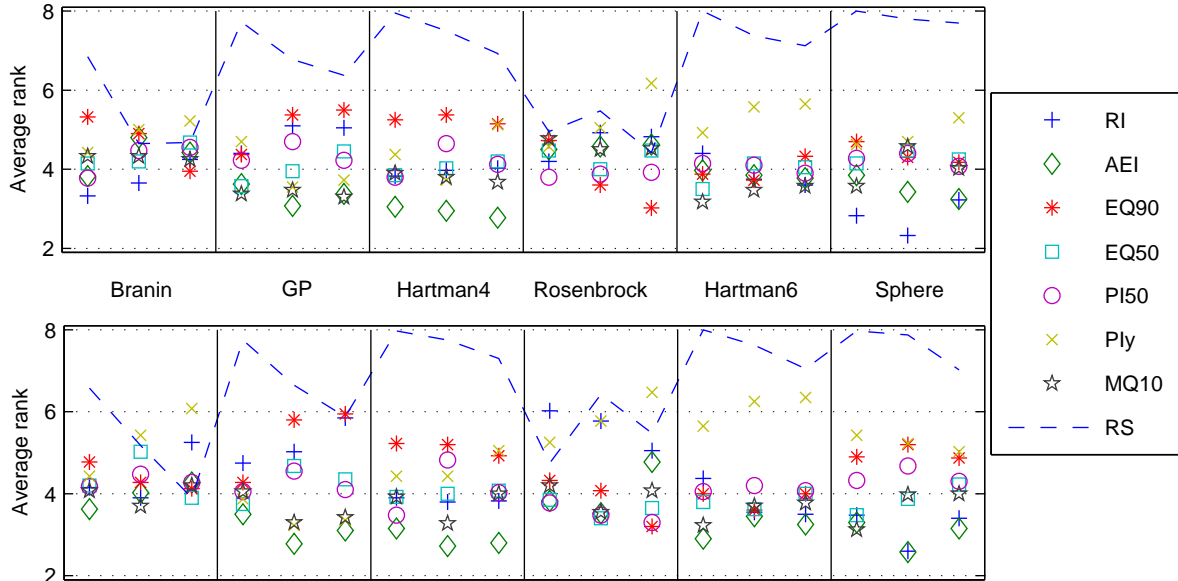 8
6
4
2
Average rank
Branin GP Hartman4 Rosenbrock Hartman6 Sphere
8
6
4
2
Average rank
RI
AEI
EQ90
EQ50
PI50
PIy
MQ10
RS